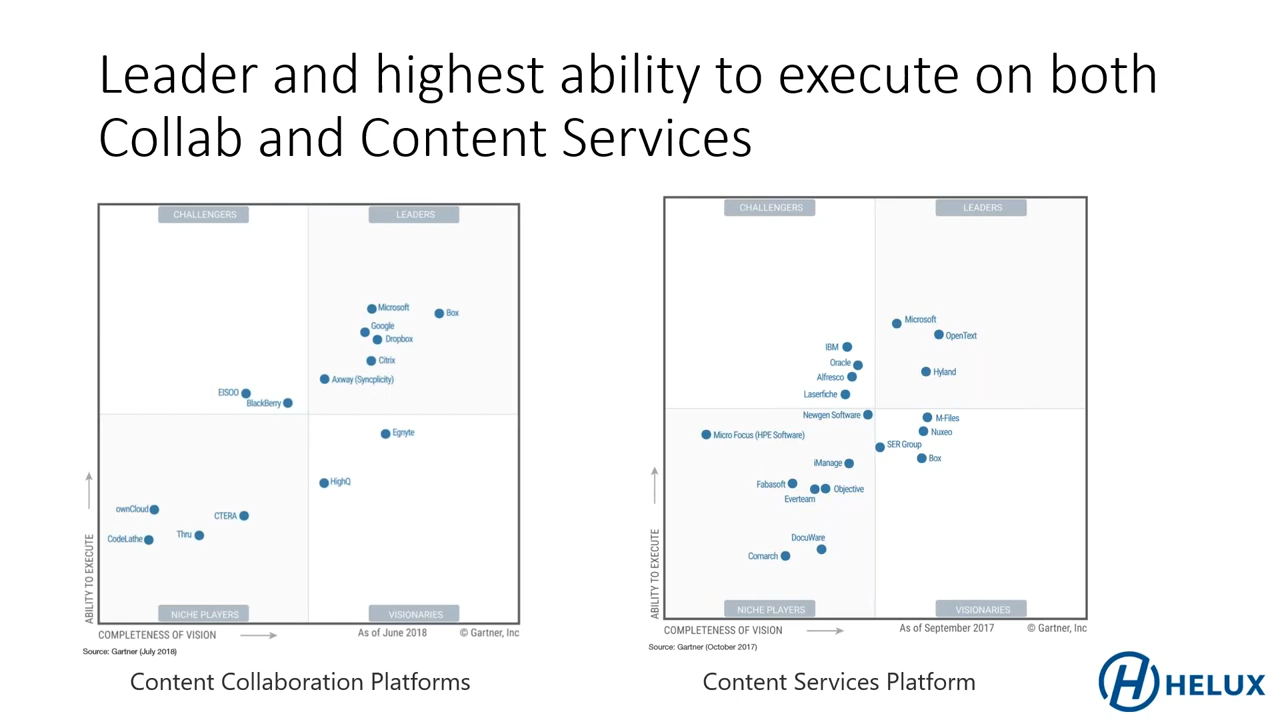 Leader and highest ability to execute on both
Collab and Content Services
CHALLENGERS
LEADERS
Microsoft
Box
Google
Dropbox
Citrix
Axway (Syncplicity)
EISOO
BlackBerry
Egnyte
HighQ
ownCloud
CTERA
Thru
CodeLathe
NICHE PLAYERS
VISIONARIES
ABILITY TO EXECUTE
COMPLETENESS OF VISION
As of June 2018
© Gartner, Inc
Source: Gartner (July 2018)
Content Collaboration Platforms
CHALLENGERS
LEADERS
Microsoft
OpenText
IBM
Oracle
Hyland
Alfresco
Laserfiche
Newgen Software
M-Files
Nuxeo
Micro Focus (HPE Software)
SER Group
Box
iManage
Fabasoft
Objective
Everteam
DocuWare
Comarch
NICHE PLAYERS
VISIONARIES
ABILITY TO EXECUTE
COMPLETENESS OF VISION
As of September 2017
© Gartner, Inc
Source: Gartner (October 2017)
Content Services Platform
HELUX